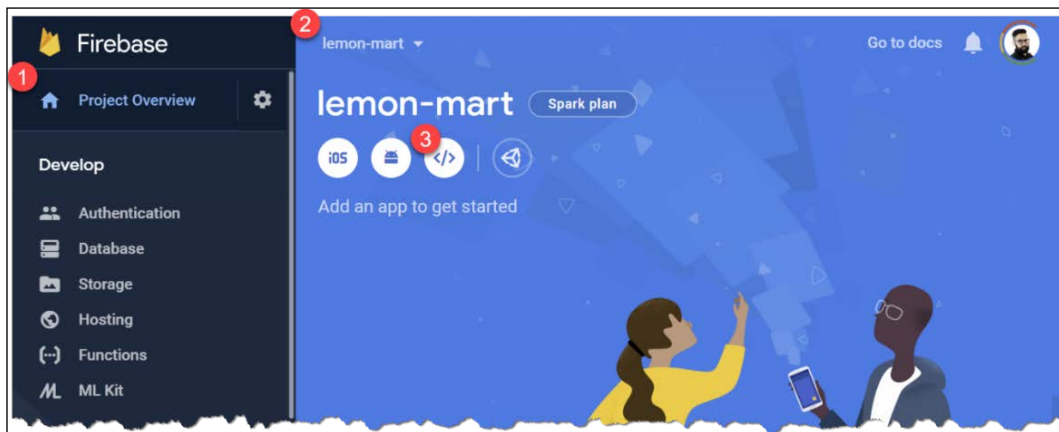 Firebase
1
Project Overview
Develop
Authentication
Database
Storage
Hosting
Functions
ML Kit
2
lemon-mart
Go to docs
lemon-mart Spark plan
3
iOS </>
Add an app to get started